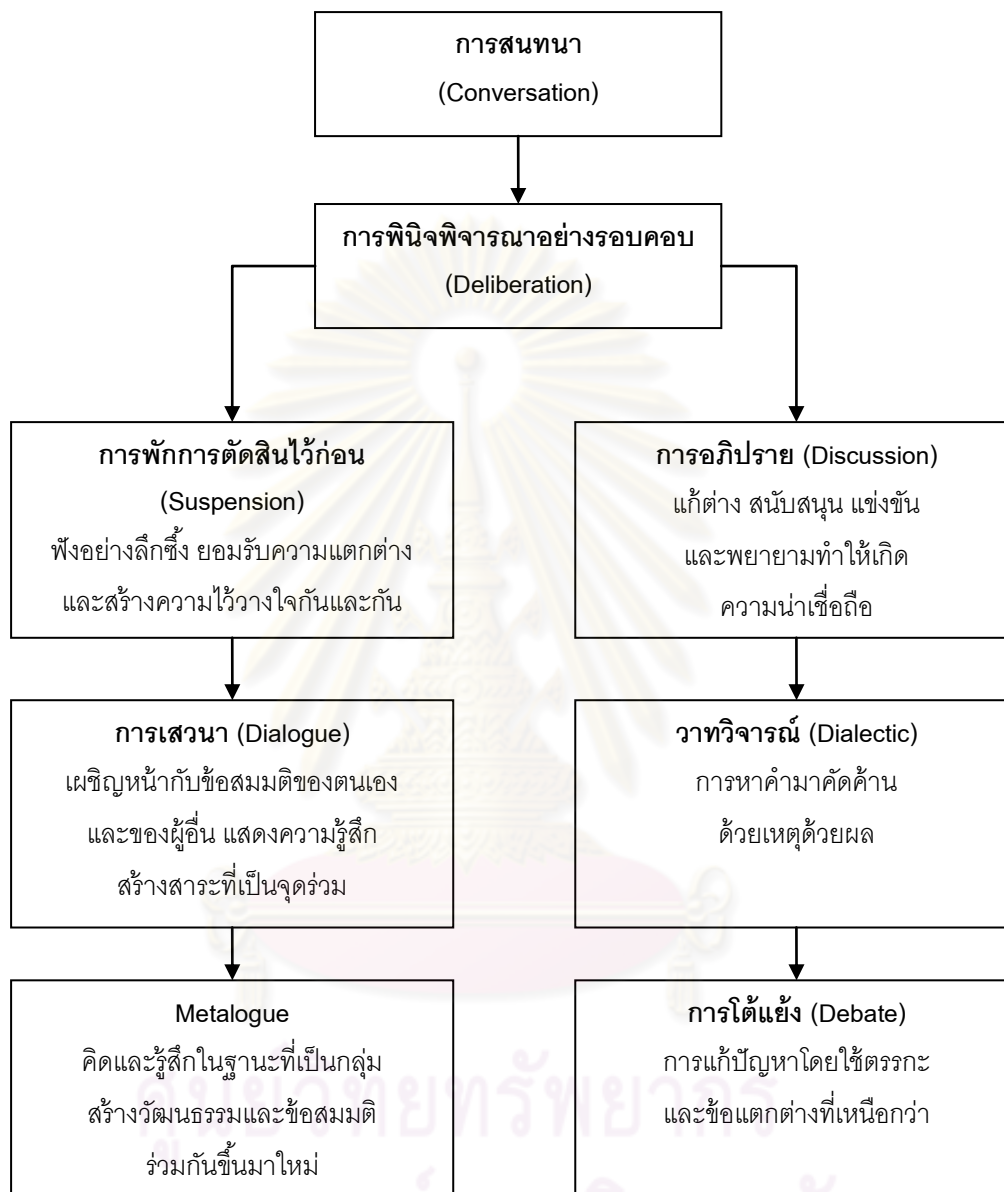 การสนทนา
(Conversation)
การพินิจพิจารณาอย่างรอบคอบ
(Deliberation)
การพักการตัดสินไว้ก่อน
(Suspension)
ฟังอย่างลึกซึ้ง ยอมรับความแตกต่าง
และสร้างความไว้วางใจกันและกัน
การอภิปราย (Discussion)
แก้ต่าง สนับสนุน แข่งขัน
และพยายามทำให้เกิด
ความน่าเชื่อถือ
การเสวนา (Dialogue)
เผชิญหน้ากับข้อสมมติของตนเอง
และของผู้อื่น แสดงความรู้สึก
สร้างสาระที่เป็นจุดร่วม
วาทวิจารณ์ (Dialectic)
การหาคำมาคัดค้าน
ด้วยเหตุด้วยผล
Metalogue
คิดและรู้สึกในฐานะที่เป็นกลุ่ม
สร้างวัฒนธรรมและข้อสมมติ
ร่วมกันขึ้นมาใหม่
การโต้แย้ง (Debate)
การแก้ปัญหาโดยใช้ตรรกะ
และข้อแตกต่างที่เหนือกว่า
ศูนย์วิทยทรัพยากร